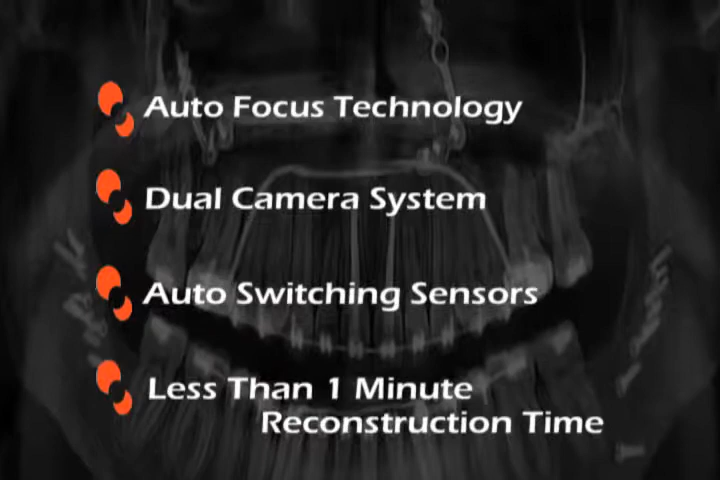 Auto Focus Technology
Dual Camera System
Auto Switching Sensors
Less Than 1 Minute
Reconstruction Time